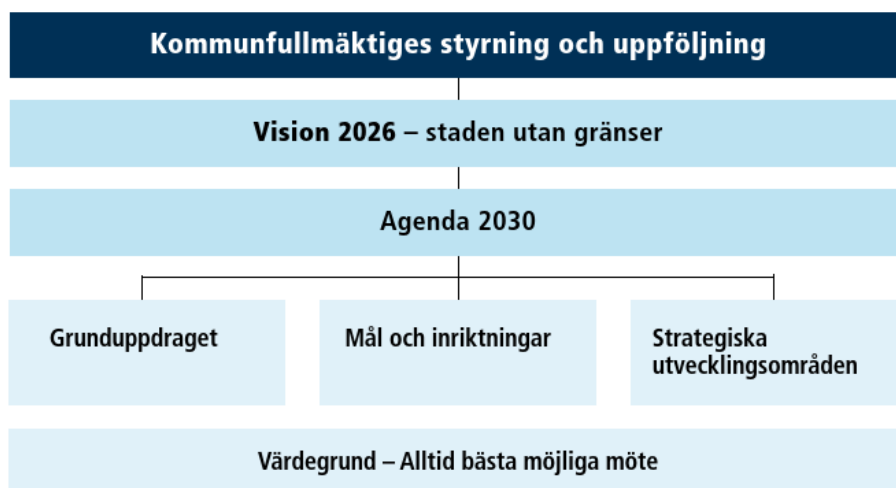 Kommunfullmäktiges styrning och uppföljning
Vision 2026 – staden utan gränser
Agenda 2030
Grunduppdraget
Mål och inriktningar
Strategiska
utvecklingsområden
Värdegrund – Alltid bästa möjliga möte